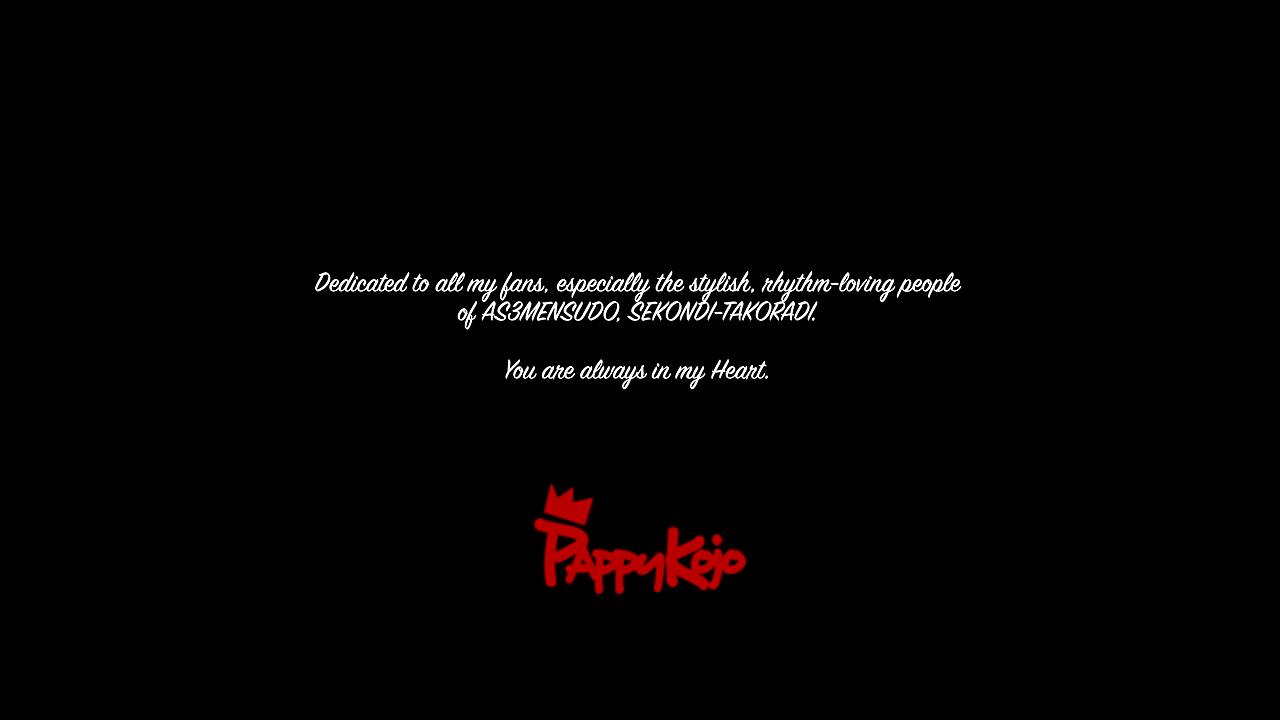 Dedicated to all my fans, especially the stylish, rhythm-loving people
of AS3MENSUDO, SEKONDI-TAKORADI.
You are always in my Heart.
PappyKojo